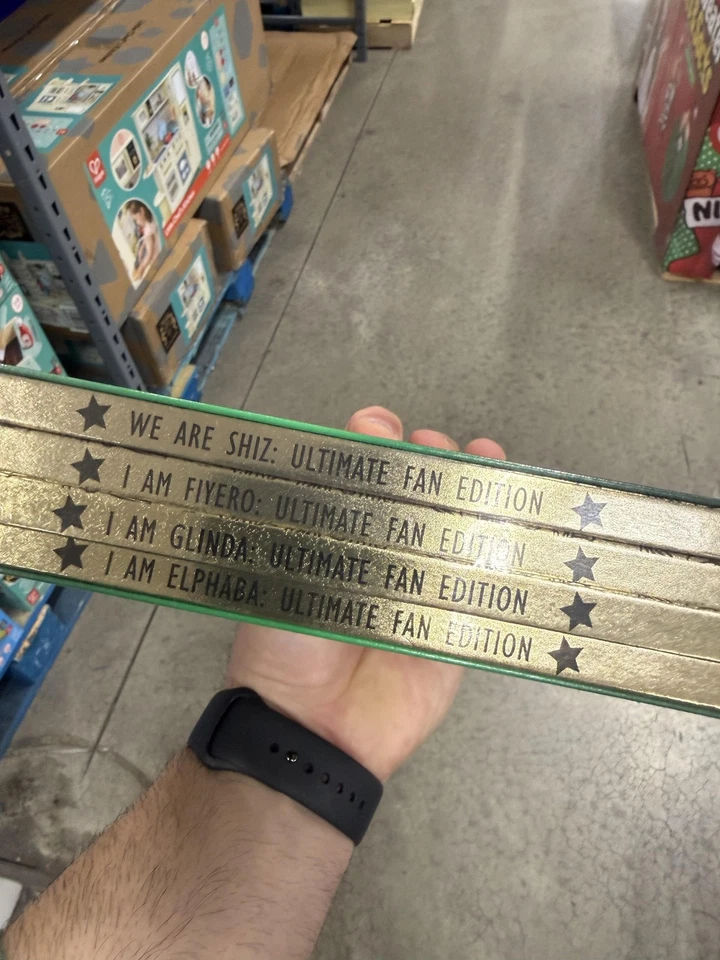 WE ARE SHIZ: ULTIMATE FAN EDITION
I AM FIYERO: ULTIMATE FAN EDITION
I AM GLINDA: ULTIMATE FAN EDITION
I AM ELPHABA: ULTIMATE FAN EDITION